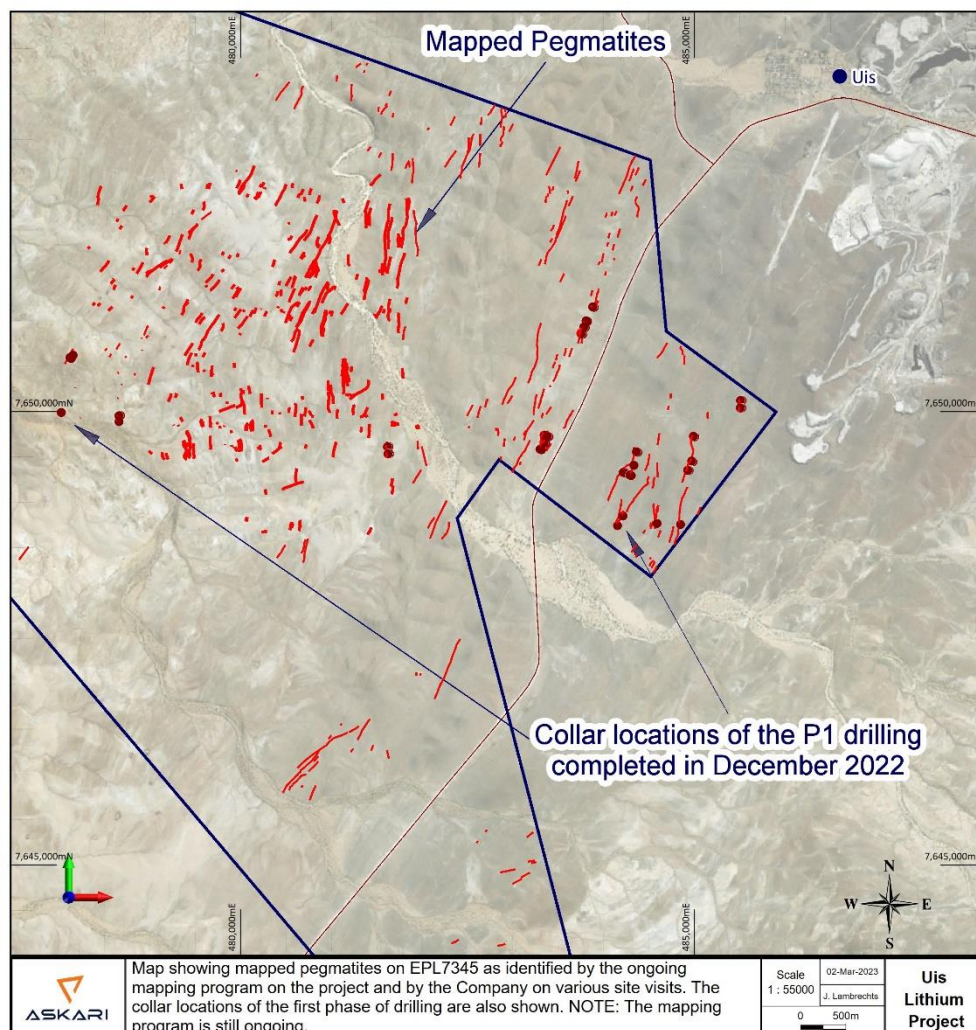 480,000mE
485,000mE
Mapped Pegmatites
Uis
7,650,000mN
7,650,000m
Collar locations of the P1 drilling
completed in December 2022
7,645,000mN
7,645,000m
N
W
E
S
480,000mE
485,000mE
ASKARI
Map showing mapped pegmatites on EPL7345 as identified by the ongoing
mapping program on the project and by the Company on various site visits. The
collar locations of the first phase of drilling are also shown. NOTE: The mapping
program is still ongoing.
Scale
1 : 55000
02-Mar-2023
J. Lambrechts
0 500m
Uis
Lithium
Project